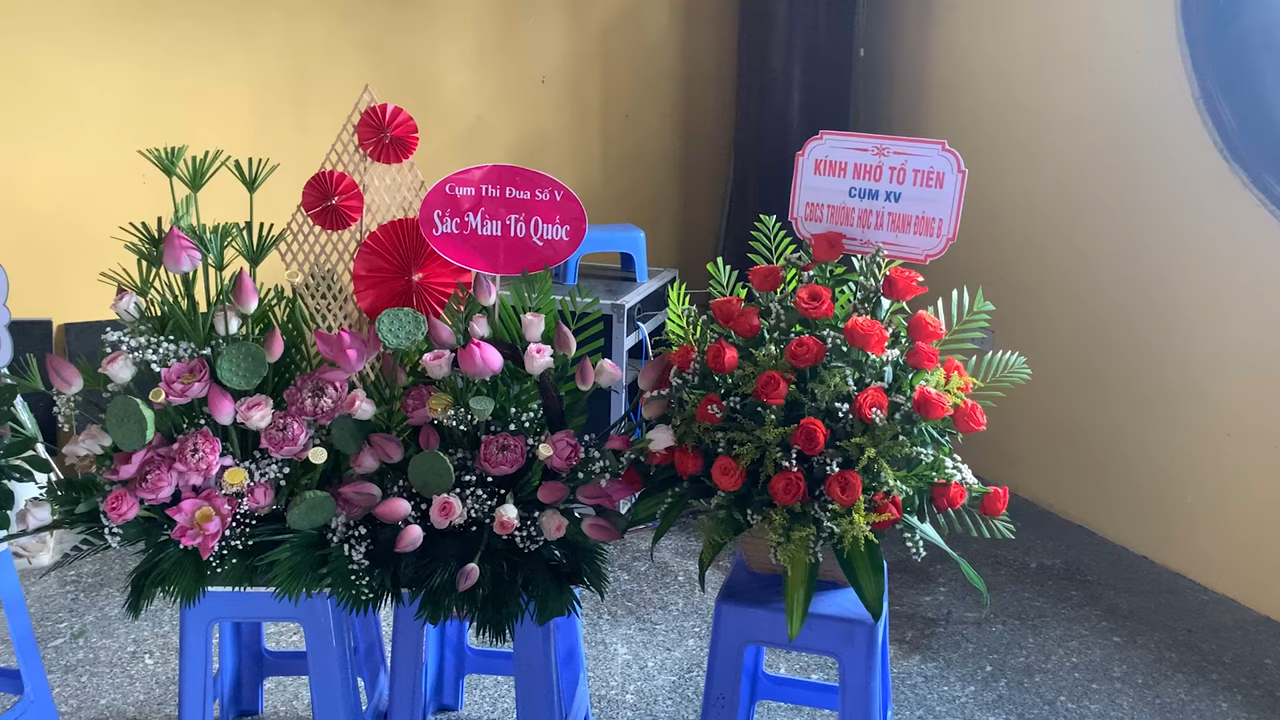 Cụm Thi Đua Số V
Sắc Màu Tổ Quốc
KÍNH NHỚ TỔ TIÊN
CỤM XV
CĐCS TRƯỜNG HỌC XÃ THẠNH ĐÔNG B